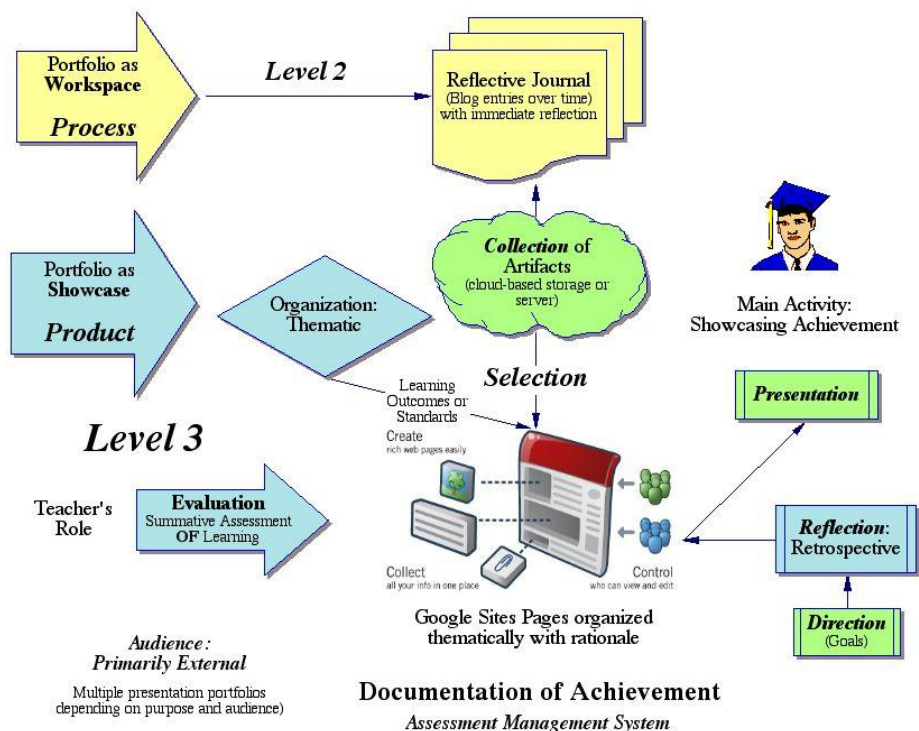 Portfolio as
Workspace
Process
Level 2
Reflective Journal
(Blog entries over time)
with immediate reflection
Portfolio as
Showcase
Product
Organization:
Thematic
Collection of
Artifacts
(cloud-based storage or
server)
Main Activity:
Showcasing Achievement
Selection
Learning
Outcomes or
Standards
Presentation
Level 3
Create
rich web pages easily
Teacher's
Role
Evaluation
Summative Assessment
OF Learning
Reflection:
Retrospective
Collect
all your info in one place
Control
who can view and edit
Google Sites Pages organized
thematically with rationale
Direction
(Goals)
Audience:
Primarily External
Multiple presentation portfolios
depending on purpose and audience)
Documentation of Achievement
Assessment Management System